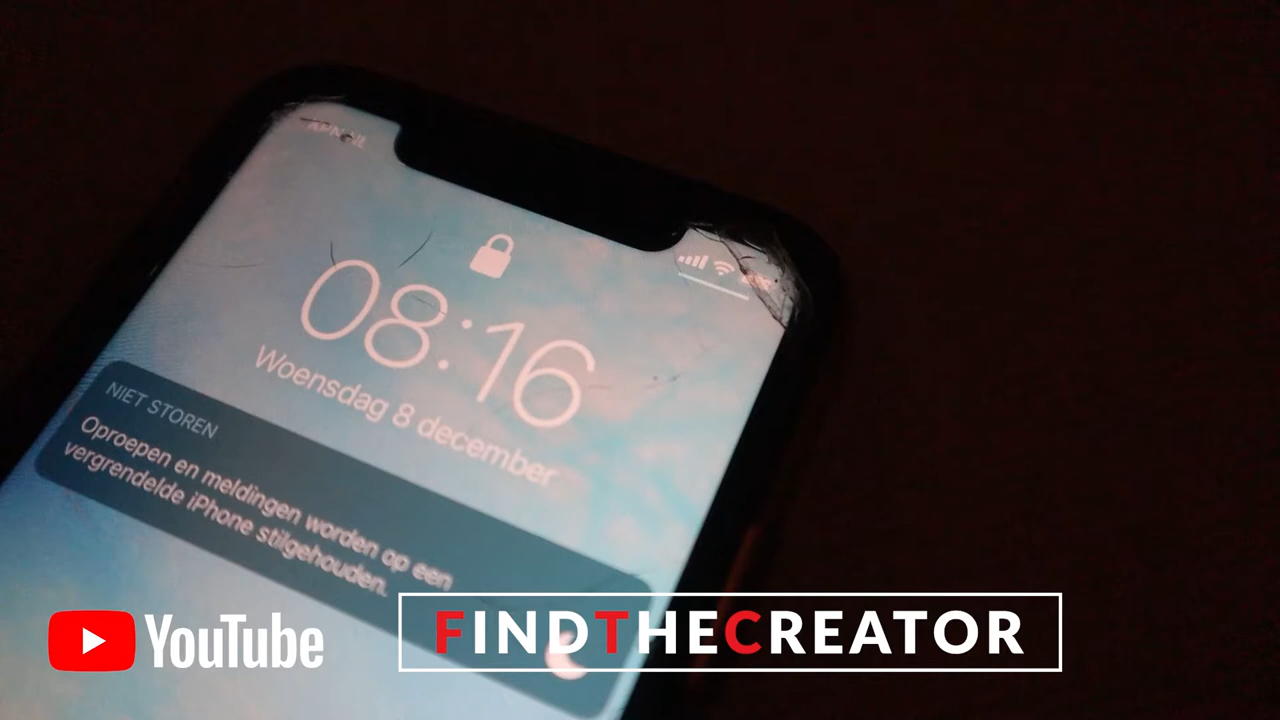 08:16
Woensdag 8 december
NIET STOREN
Oproepen en meldingen worden op een
vergrendelde iPhone stilgehouden.
YouTube
FINDTHECREATOR